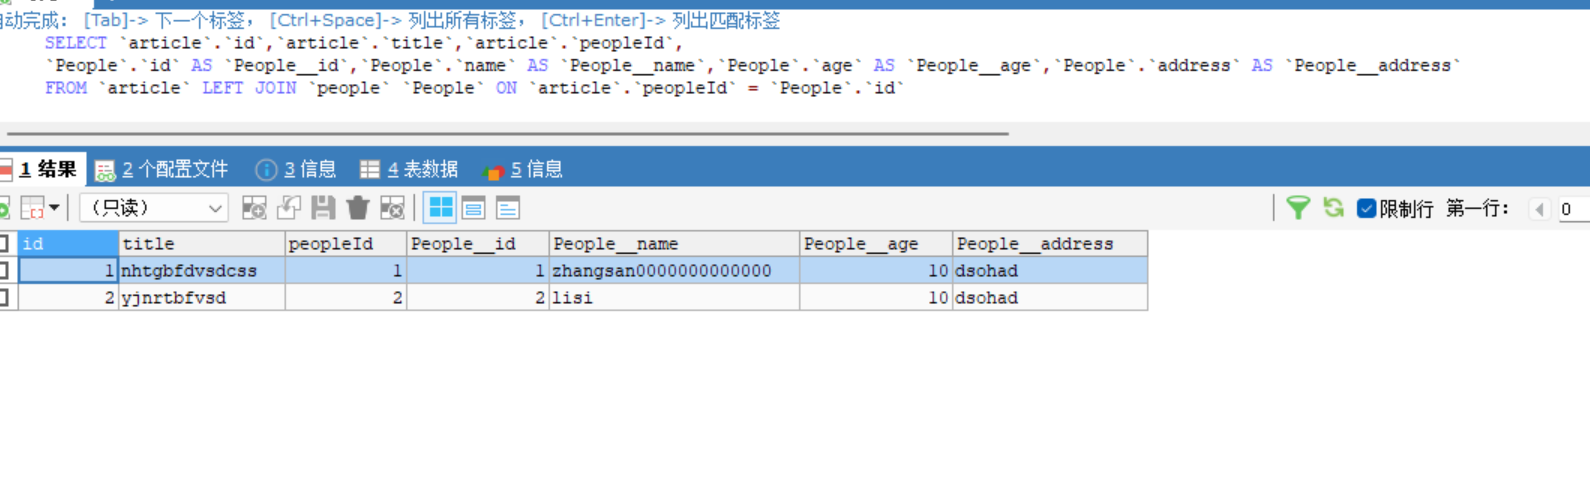 自动完成: [Tab]-> 下一个标签, [Ctrl+Space]-> 列出所有标签, [Ctrl+Enter]-> 列出匹配标签
SELECT `article`.`id`,`article`.`title`,`article`.`peopleId`,
`People`.`id` AS `People__id`,`People`.`name` AS `People__name`,`People`.`age` AS `People__age`,`People`.`address` AS `People__address`
FROM `article` LEFT JOIN `people` `People` ON `article`.`peopleId` = `People`.`id`
1 结果 2 个配置文件 3 信息 4 表数据 5 信息
(只读) 限制行 第一行: 0
id title peopleId People__id People__name People__age People__address
1 nhtgbfdvsdcss 1 1 zhangsan0000000000000 10 dsohad
2 yjnrtbfvsd 2 2 lisi 10 dsohad